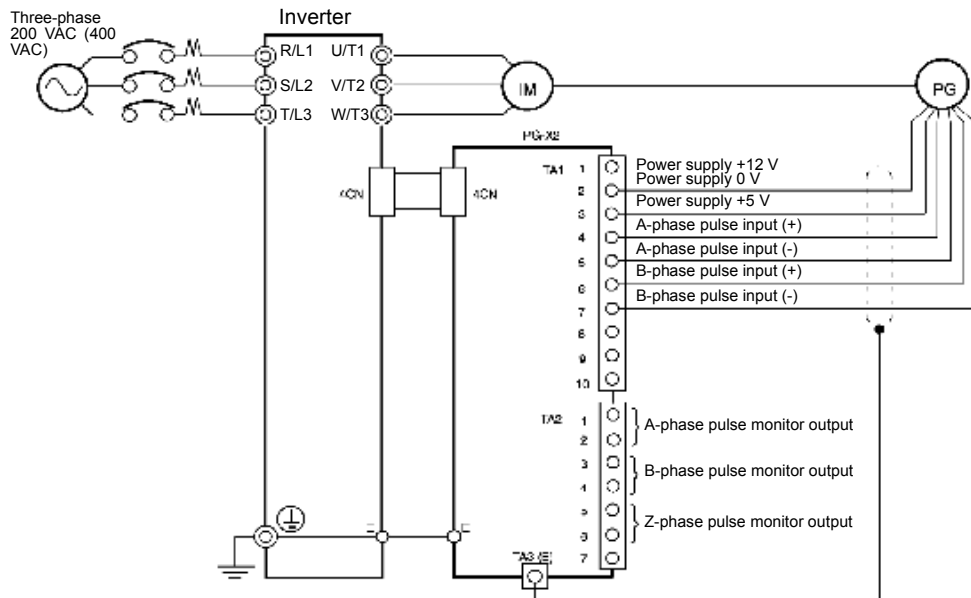 Three-phase
200 VAC (400
VAC)
Inverter
R/L1 U/T1
S/L2 V/T2
T/L3 W/T3
IM
PG
PG-X2
4CN
4CN
TA1
1 Power supply +12 V
2 Power supply 0 V
3 Power supply +5 V
4 A-phase pulse input (+)
5 A-phase pulse input (-)
6 B-phase pulse input (+)
7 B-phase pulse input (-)
8
9
10
TA2
1
2
A-phase pulse monitor output
3
4
B-phase pulse monitor output
5
6
Z-phase pulse monitor output
7
TA3 (E)